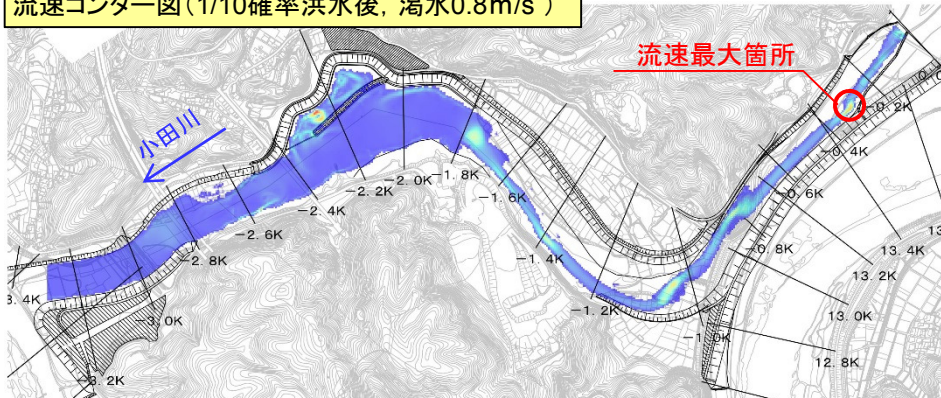 流速コンター図(1/10確率洪水後, 渇水0.8m/s )
流速最大箇所
小田川
-0.2K
-0.4K
-0.6K
-0.8K
-1.0K
-1.2K
-1.4K
-1.6K
-1.8K
-2.0K
-2.2K
-2.4K
-2.6K
-2.8K
-3.0K
-3.2K
3.4K
13.4K
13.2K
13.0K
12.8K